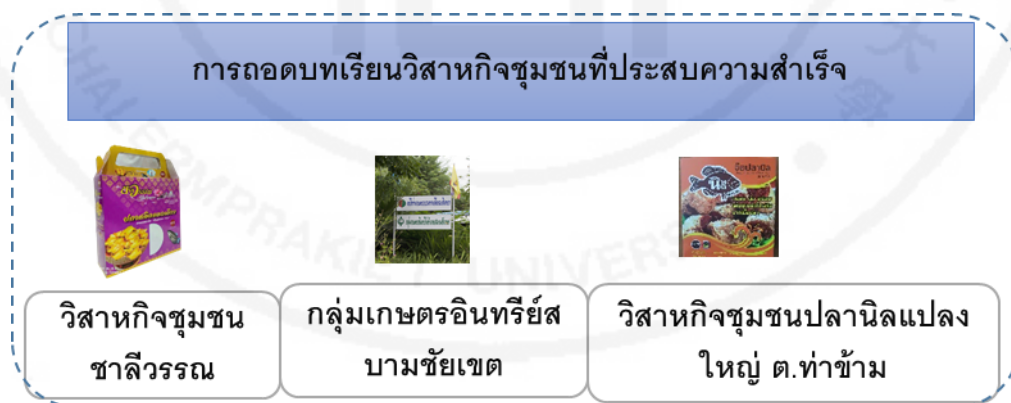 การถอดบทเรียนวิสาหกิจชุมชนที่ประสบความสำเร็จ
วิสาหกิจชุมชน
ชาลีวรรณ
กลุ่มเกษตรอินทรีย์ส
บามชัยเขต
วิสาหกิจชุมชนปลานิลแปลง
ใหญ่ ต.ท่าข้าม